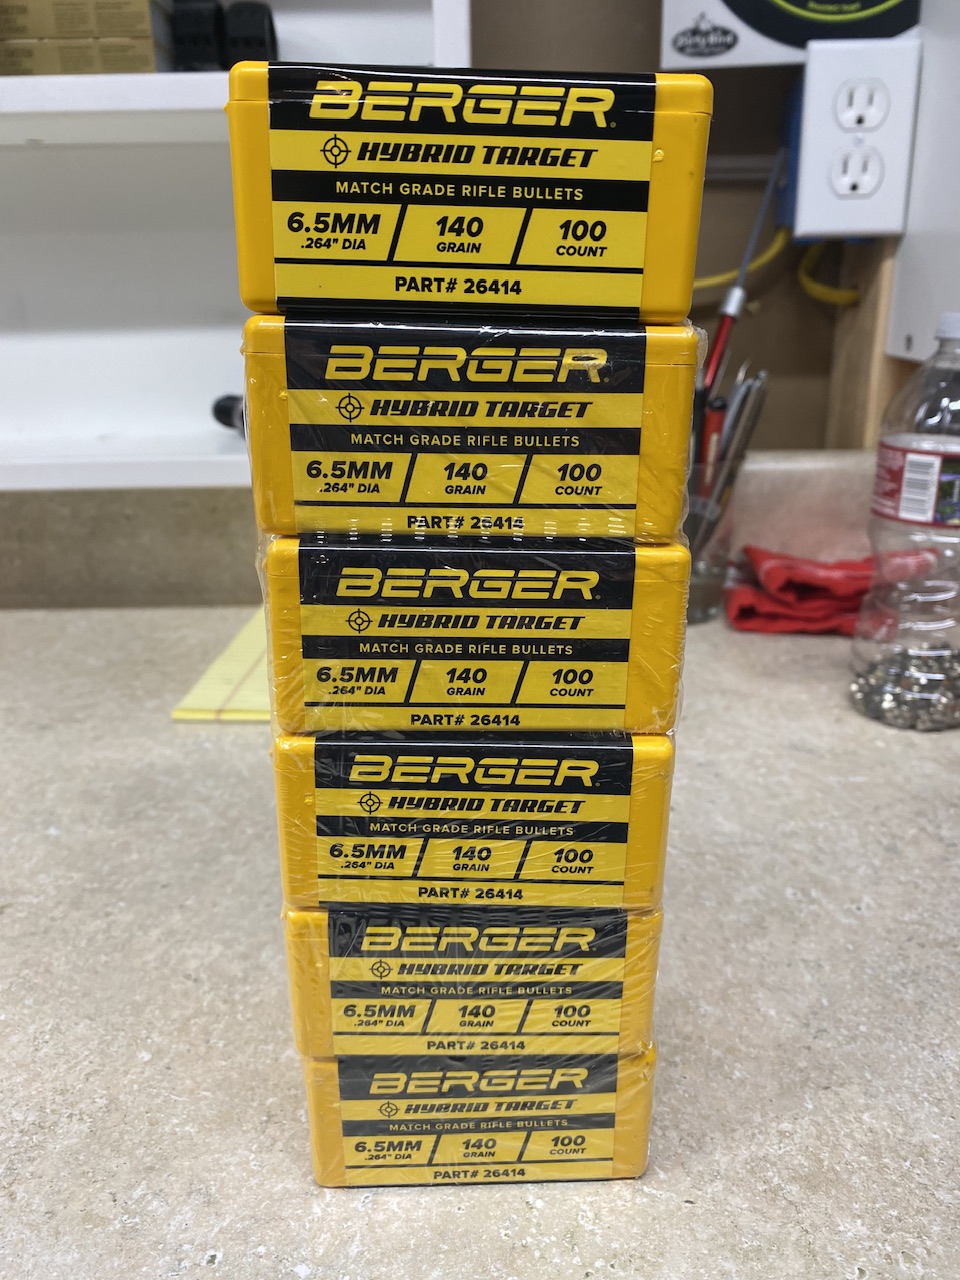 BERGER
HYBRID TARGET
MATCH GRADE RIFLE BULLETS
6.5MM 140 100
.264" DIA GRAIN COUNT
PART# 26414
BERGER
HYBRID TARGET
MATCH GRADE RIFLE BULLETS
6.5MM 140 100
.264" DIA GRAIN COUNT
PART# 26414
BERGER
HYBRID TARGET
MATCH GRADE RIFLE BULLETS
6.5MM 140 100
.264" DIA GRAIN COUNT
PART# 26414
BERGER
HYBRID TARGET
MATCH GRADE RIFLE BULLETS
6.5MM 140 100
.264" DIA GRAIN COUNT
PART# 26414
BERGER
HYBRID TARGET
MATCH GRADE RIFLE BULLETS
6.5MM 140 100
.264" DIA GRAIN COUNT
PART# 26414
BERGER
HYBRID TARGET
MATCH GRADE RIFLE BULLETS
6.5MM 140 100
.264" DIA GRAIN COUNT
PART# 26414